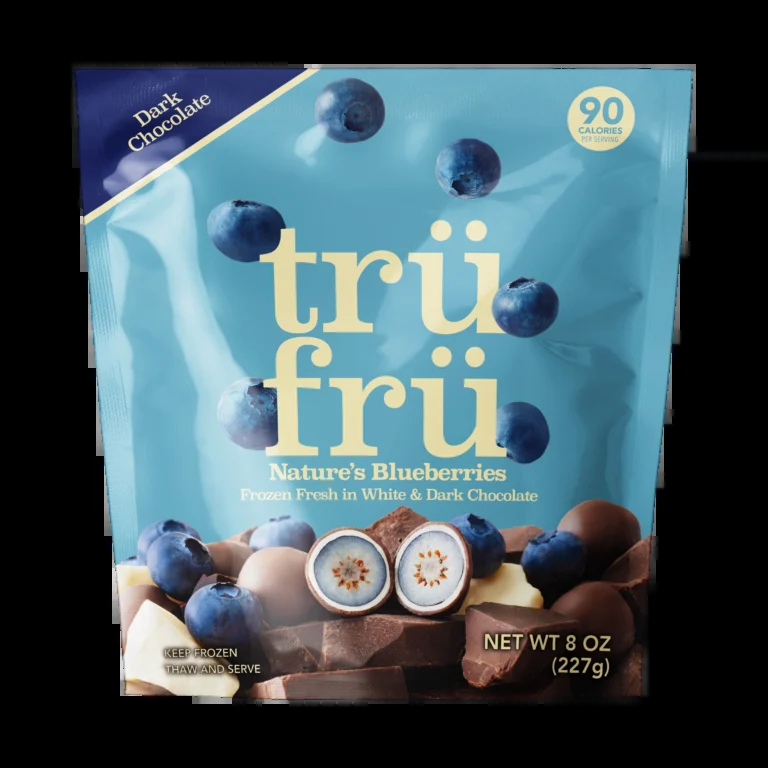 Dark
Chocolate
90
CALORIES
PER SERVING
trü
frü
Nature's Blueberries
Frozen Fresh in White & Dark Chocolate
KEEP FROZEN
THAW AND SERVE
NET WT 8 OZ
(227g)